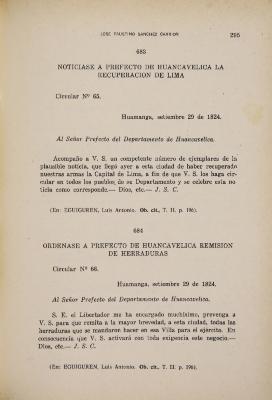 JOSE FAUSTINO SANCHEZ CARRION
295
683
NOTICIASE A PREFECTO DE HUANCAVELICA LA
RECUPERACION DE LIMA
Circular Nº 65.
Huamanga, setiembre 29 de 1824.
Al Señor Prefecto del Departamento de Huancavelica.
Acompaño a V. S. un competente número de ejemplares de la
plausible noticia, que llegó ayer a esta ciudad de haber recuperado
nuestras armas la Capital de Lima, a fin de que V. S. los haga cir-
cular en todos los pueblos de su Departamento y se celebre esta no-
ticia como corresponde.— Dios, etc.— J. S. C.
(En: EGUIGUREN, Luis Antonio. Ob. cit., T. II. p. 196).
684
ORDENASE A PREFECTO DE HUANCAVELICA REMISION
DE HERRADURAS
Circular Nº 66.
Huamanga, setiembre 29 de 1824.
Al Señor Prefecto del Departamento de Huancavelica.
S. E. el Libertador me ha encargado muchísimo, prevenga a
V. S. para que remita a la mayor brevedad, a esta ciudad, todas las
herraduras que se mandaron hacer en esa Villa para el ejército. En
consecuencia que V. S. activará con toda exigencia este negocio.—
Dios, etc.— J. S. C.
(En: EGUIGUREN, Luis Antonio. Ob. cit., T. II. p. 196).